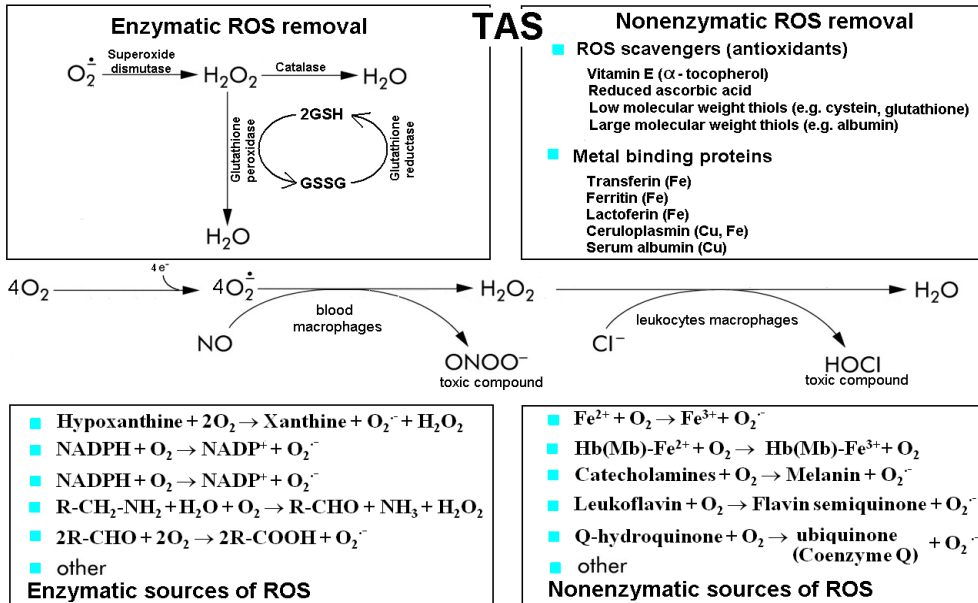 TAS
Enzymatic ROS removal
O₂∸
Superoxide
dismutase
H₂O₂
Catalase
H₂O
Glutathione
peroxidase
2GSH
GSSG
Glutathione
reductase
H₂O
Nonenzymatic ROS removal
ROS scavengers (antioxidants)
Vitamin E (α - tocopherol)
Reduced ascorbic acid
Low molecular weight thiols (e.g. cystein, glutathione)
Large molecular weight thiols (e.g. albumin)
Metal binding proteins
Transferin (Fe)
Ferritin (Fe)
Lactoferin (Fe)
Ceruloplasmin (Cu, Fe)
Serum albumin (Cu)
4O₂
4e⁻
4O₂∸
H₂O₂
H₂O
NO
blood
macrophages
ONOO⁻
toxic compound
Cl⁻
leukocytes macrophages
HOCl
toxic compound
Hypoxanthine + 2O₂ → Xanthine + O₂·⁻ + H₂O₂
NADPH + O₂ → NADP⁺ + O₂·⁻
NADPH + O₂ → NADP⁺ + O₂·⁻
R-CH₂-NH₂ + H₂O + O₂ → R-CHO + NH₃ + H₂O₂
2R-CHO + 2O₂ → 2R-COOH + O₂·⁻
other
Enzymatic sources of ROS
Fe²⁺ + O₂ → Fe³⁺ + O₂·⁻
Hb(Mb)-Fe²⁺ + O₂ → Hb(Mb)-Fe³⁺ + O₂
Catecholamines + O₂ → Melanin + O₂·⁻
Leukoflavin + O₂ → Flavin semiquinone + O₂·⁻
Q-hydroquinone + O₂ → ubiquinone + O₂·⁻
(Coenzyme Q)
other
Nonenzymatic sources of ROS